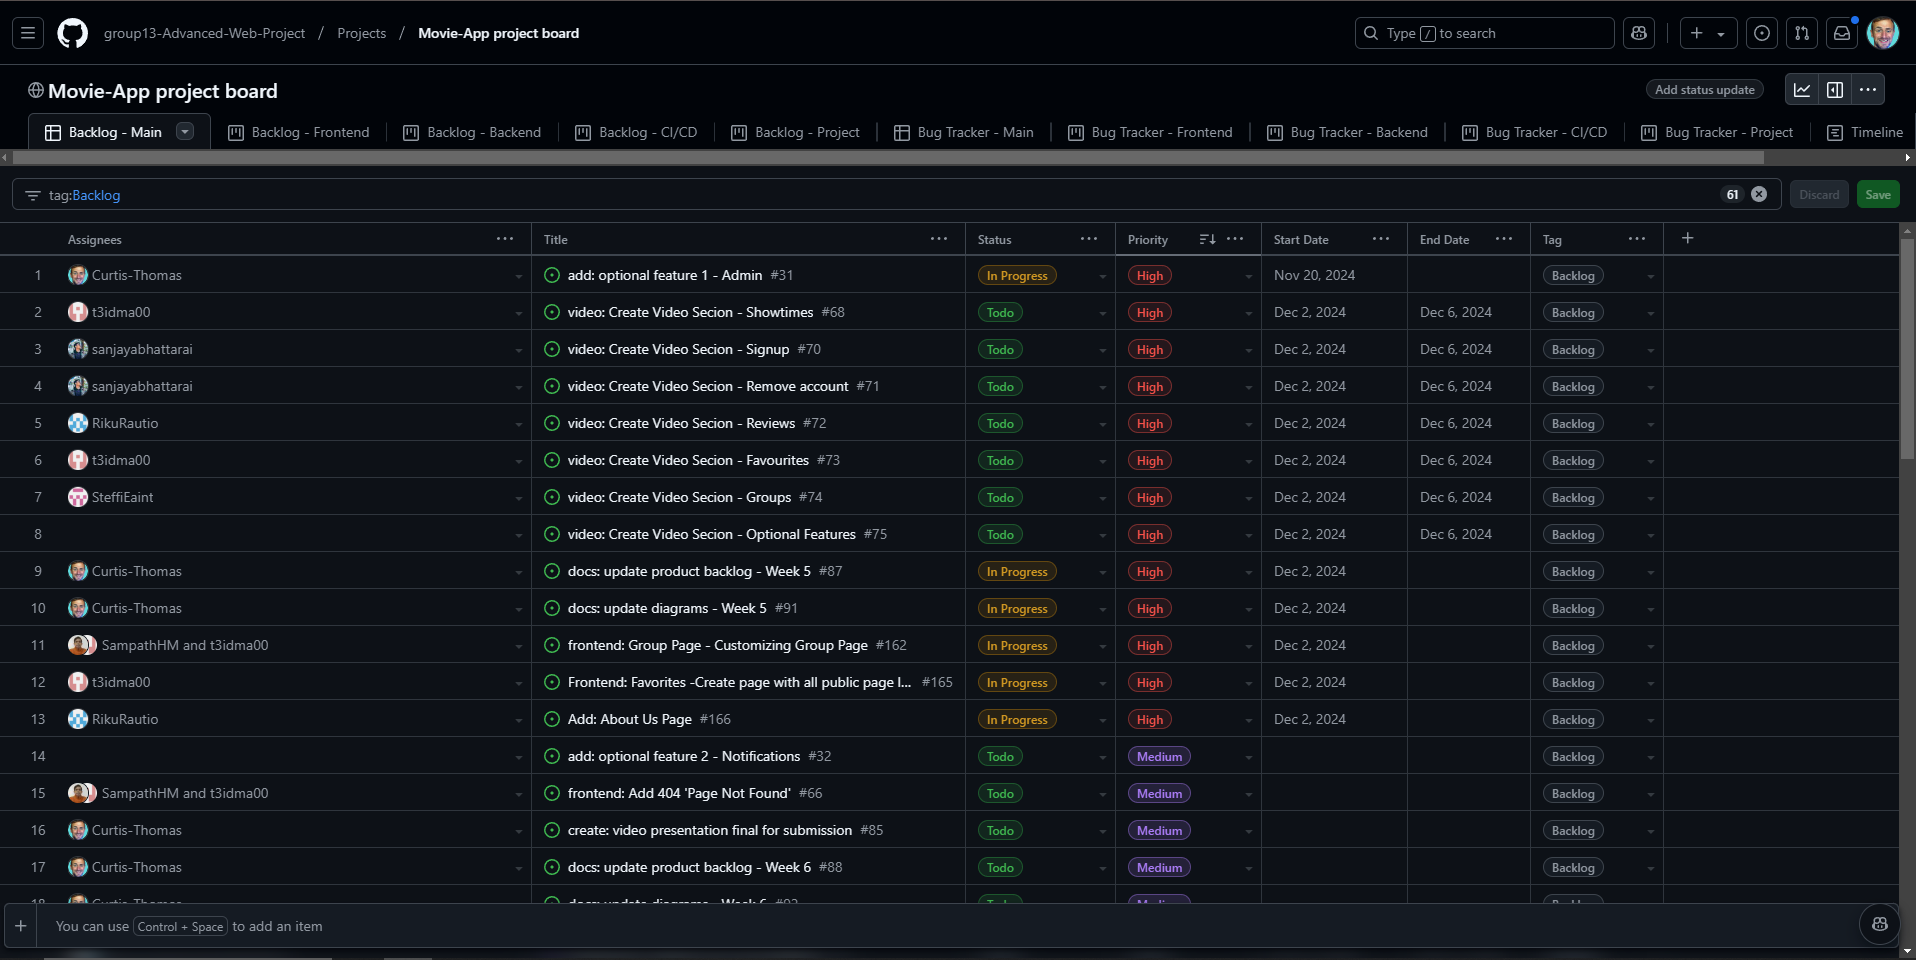 group13-Advanced-Web-Project / Projects / Movie-App project board Type / to search
Movie-App project board Add status update
Backlog - Main Backlog - Frontend Backlog - Backend Backlog - CI/CD Backlog - Project Bug Tracker - Main Bug Tracker - Frontend Bug Tracker - Backend Bug Tracker - CI/CD Bug Tracker - Project Timeline
tag:Backlog 61 Discard Save
Assignees Title Status Priority Start Date End Date Tag
1 Curtis-Thomas add: optional feature 1 - Admin #31 In Progress High Nov 20, 2024 Backlog
2 t3idma00 video: Create Video Secion - Showtimes #68 Todo High Dec 2, 2024 Dec 6, 2024 Backlog
3 sanjayabhattarai video: Create Video Secion - Signup #70 Todo High Dec 2, 2024 Dec 6, 2024 Backlog
4 sanjayabhattarai video: Create Video Secion - Remove account #71 Todo High Dec 2, 2024 Dec 6, 2024 Backlog
5 RikuRautio video: Create Video Secion - Reviews #72 Todo High Dec 2, 2024 Dec 6, 2024 Backlog
6 t3idma00 video: Create Video Secion - Favourites #73 Todo High Dec 2, 2024 Dec 6, 2024 Backlog
7 SteffiEaint video: Create Video Secion - Groups #74 Todo High Dec 2, 2024 Dec 6, 2024 Backlog
8 video: Create Video Secion - Optional Features #75 Todo High Dec 2, 2024 Dec 6, 2024 Backlog
9 Curtis-Thomas docs: update product backlog - Week 5 #87 In Progress High Dec 2, 2024 Backlog
10 Curtis-Thomas docs: update diagrams - Week 5 #91 In Progress High Dec 2, 2024 Backlog
11 SampathHM and t3idma00 frontend: Group Page - Customizing Group Page #162 In Progress High Dec 2, 2024 Backlog
12 t3idma00 Frontend: Favorites -Create page with all public page l... #165 In Progress High Dec 2, 2024 Backlog
13 RikuRautio Add: About Us Page #166 In Progress High Dec 2, 2024 Backlog
14 add: optional feature 2 - Notifications #32 Todo Medium Backlog
15 SampathHM and t3idma00 frontend: Add 404 'Page Not Found' #66 Todo Medium Backlog
16 Curtis-Thomas create: video presentation final for submission #85 Todo Medium Backlog
17 Curtis-Thomas docs: update product backlog - Week 6 #88 Todo Medium Backlog
18 Curtis-Thomas docs: update diagrams - Week 6 #92 Todo Medium Backlog
You can use Control + Space to add an item